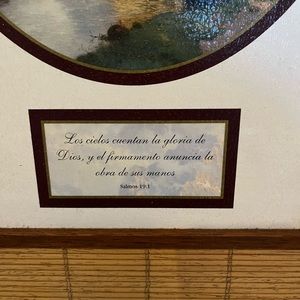 Los cielos cuentan la gloria de
Dios, y el firmamento anuncia la
obra de sus manos
Salmos 19:1